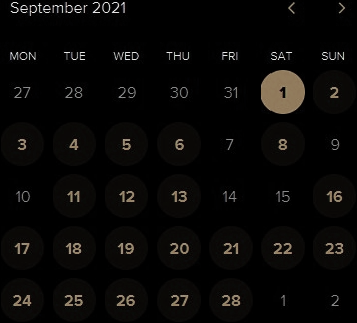 September 2021 < >
MON TUE WED THU FRI SAT SUN
27 28 29 30 31 1 2
3 4 5 6 7 8 9
10 11 12 13 14 15 16
17 18 19 20 21 22 23
24 25 26 27 28 1 2